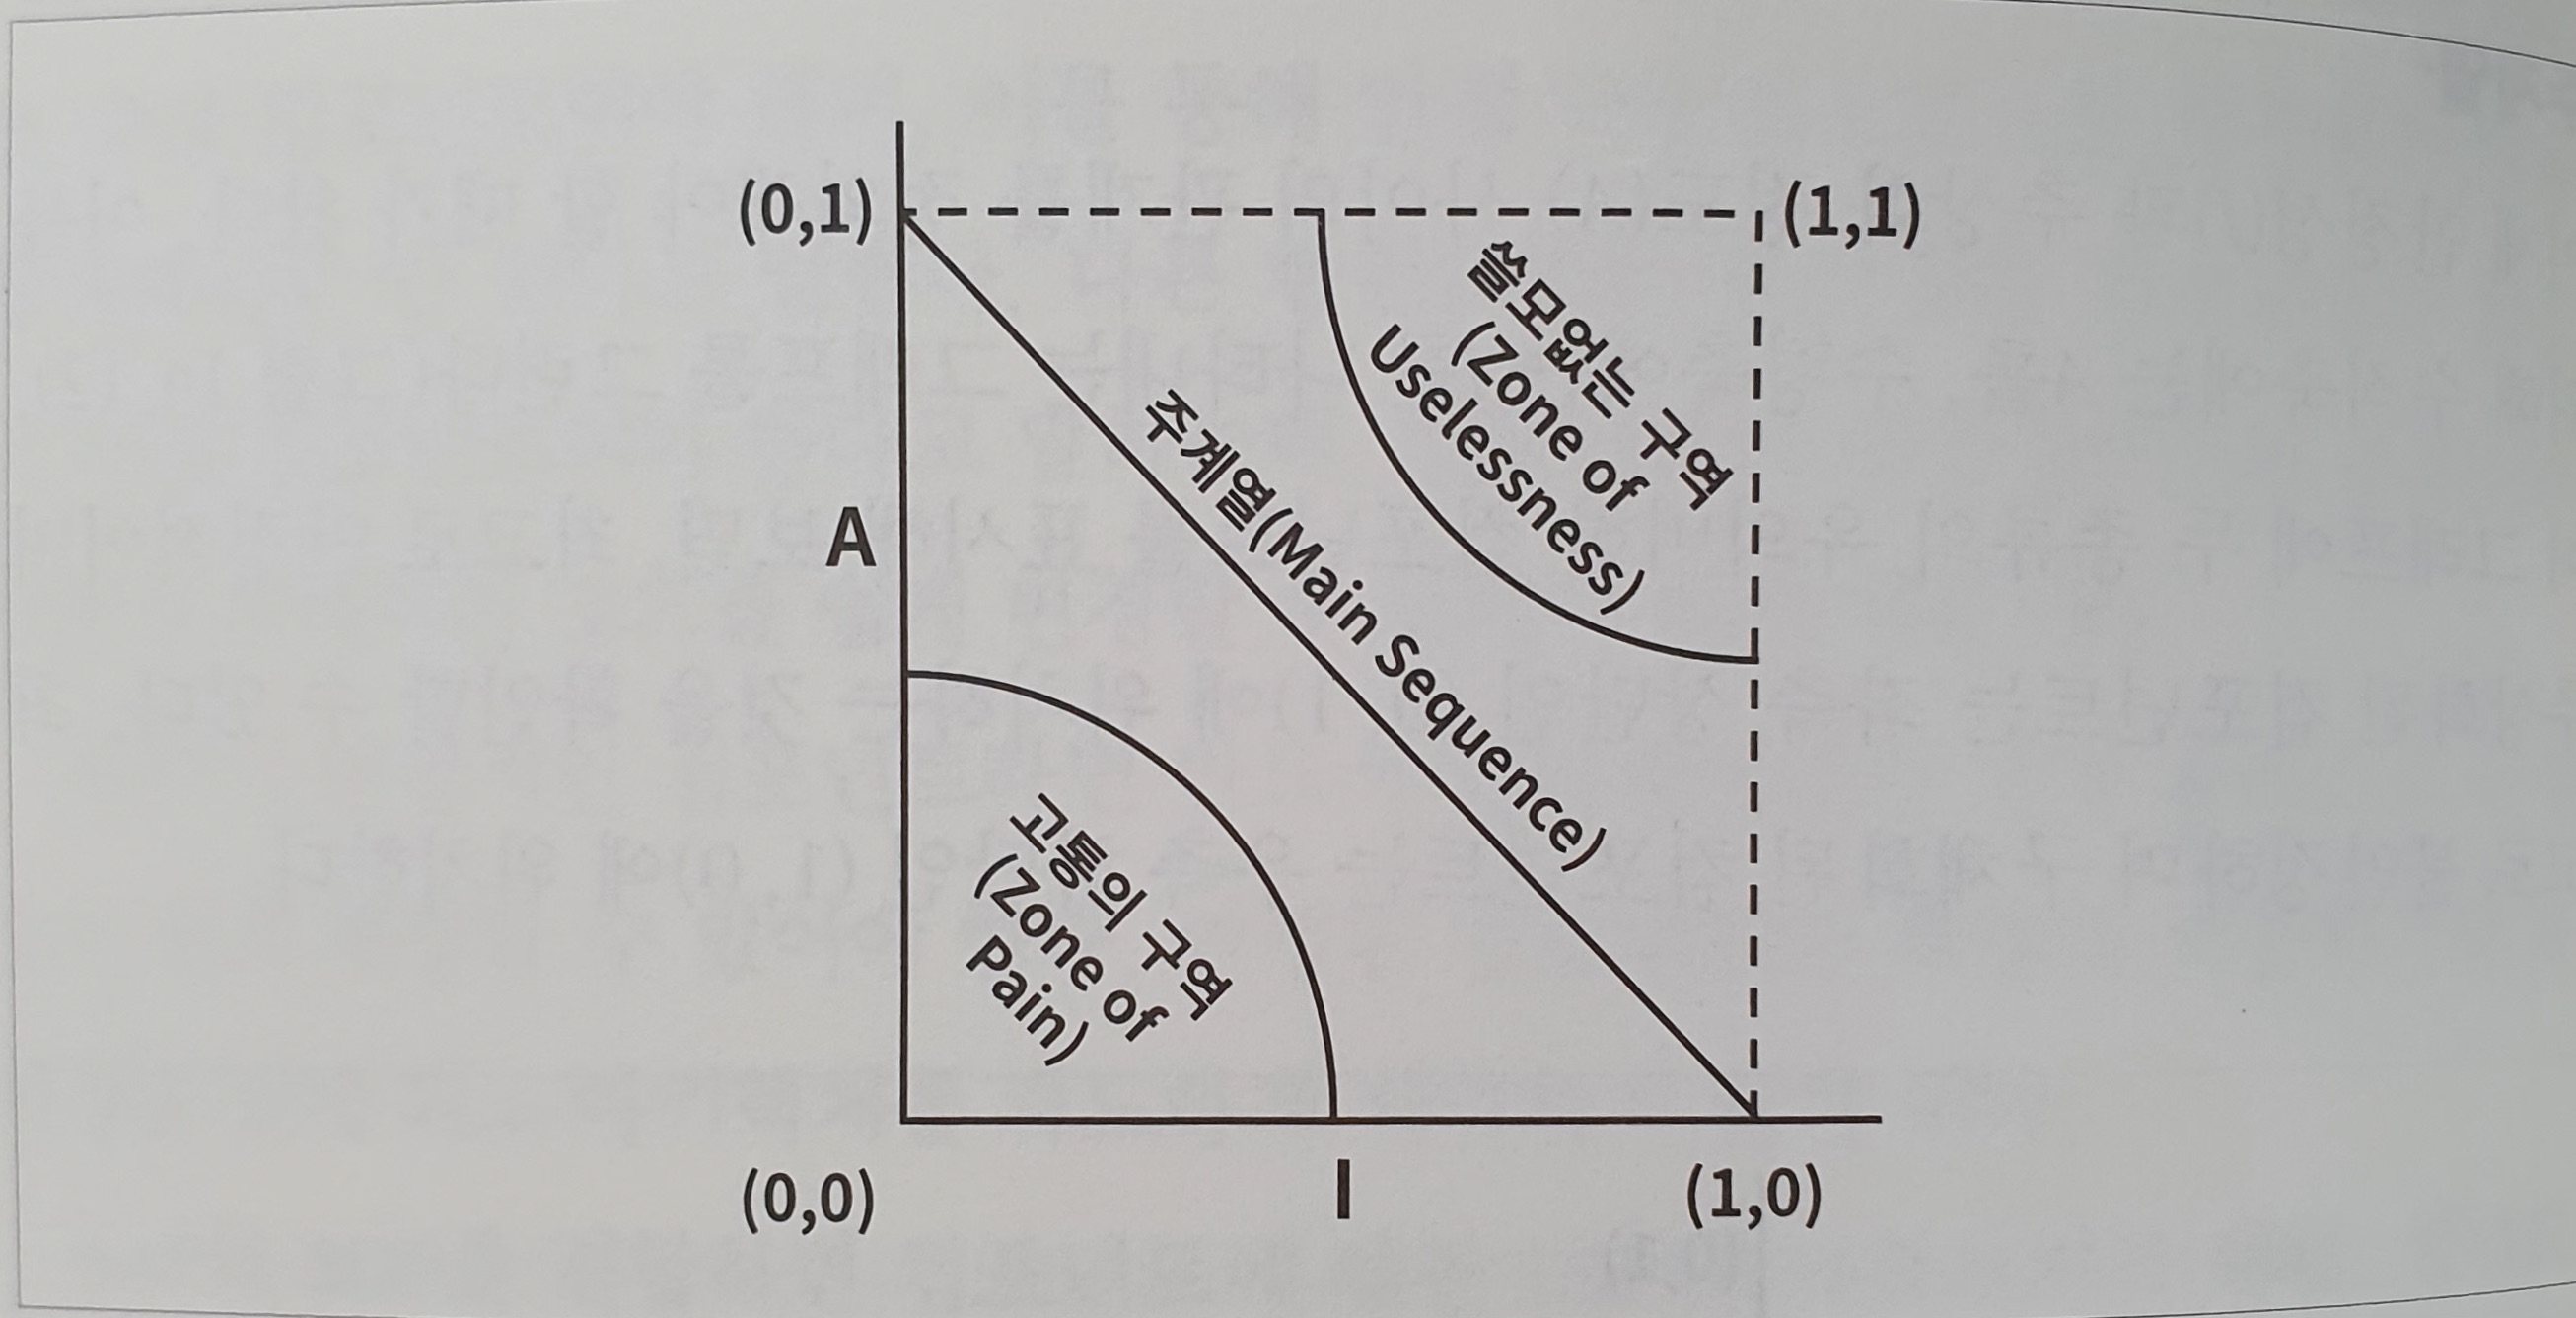 (0,1)
(1,1)
쓸모없는 구역
(Zone of
Uselessness)
주계열(Main Sequence)
A
고통의 구역
(Zone of
Pain)
(0,0)
I
(1,0)